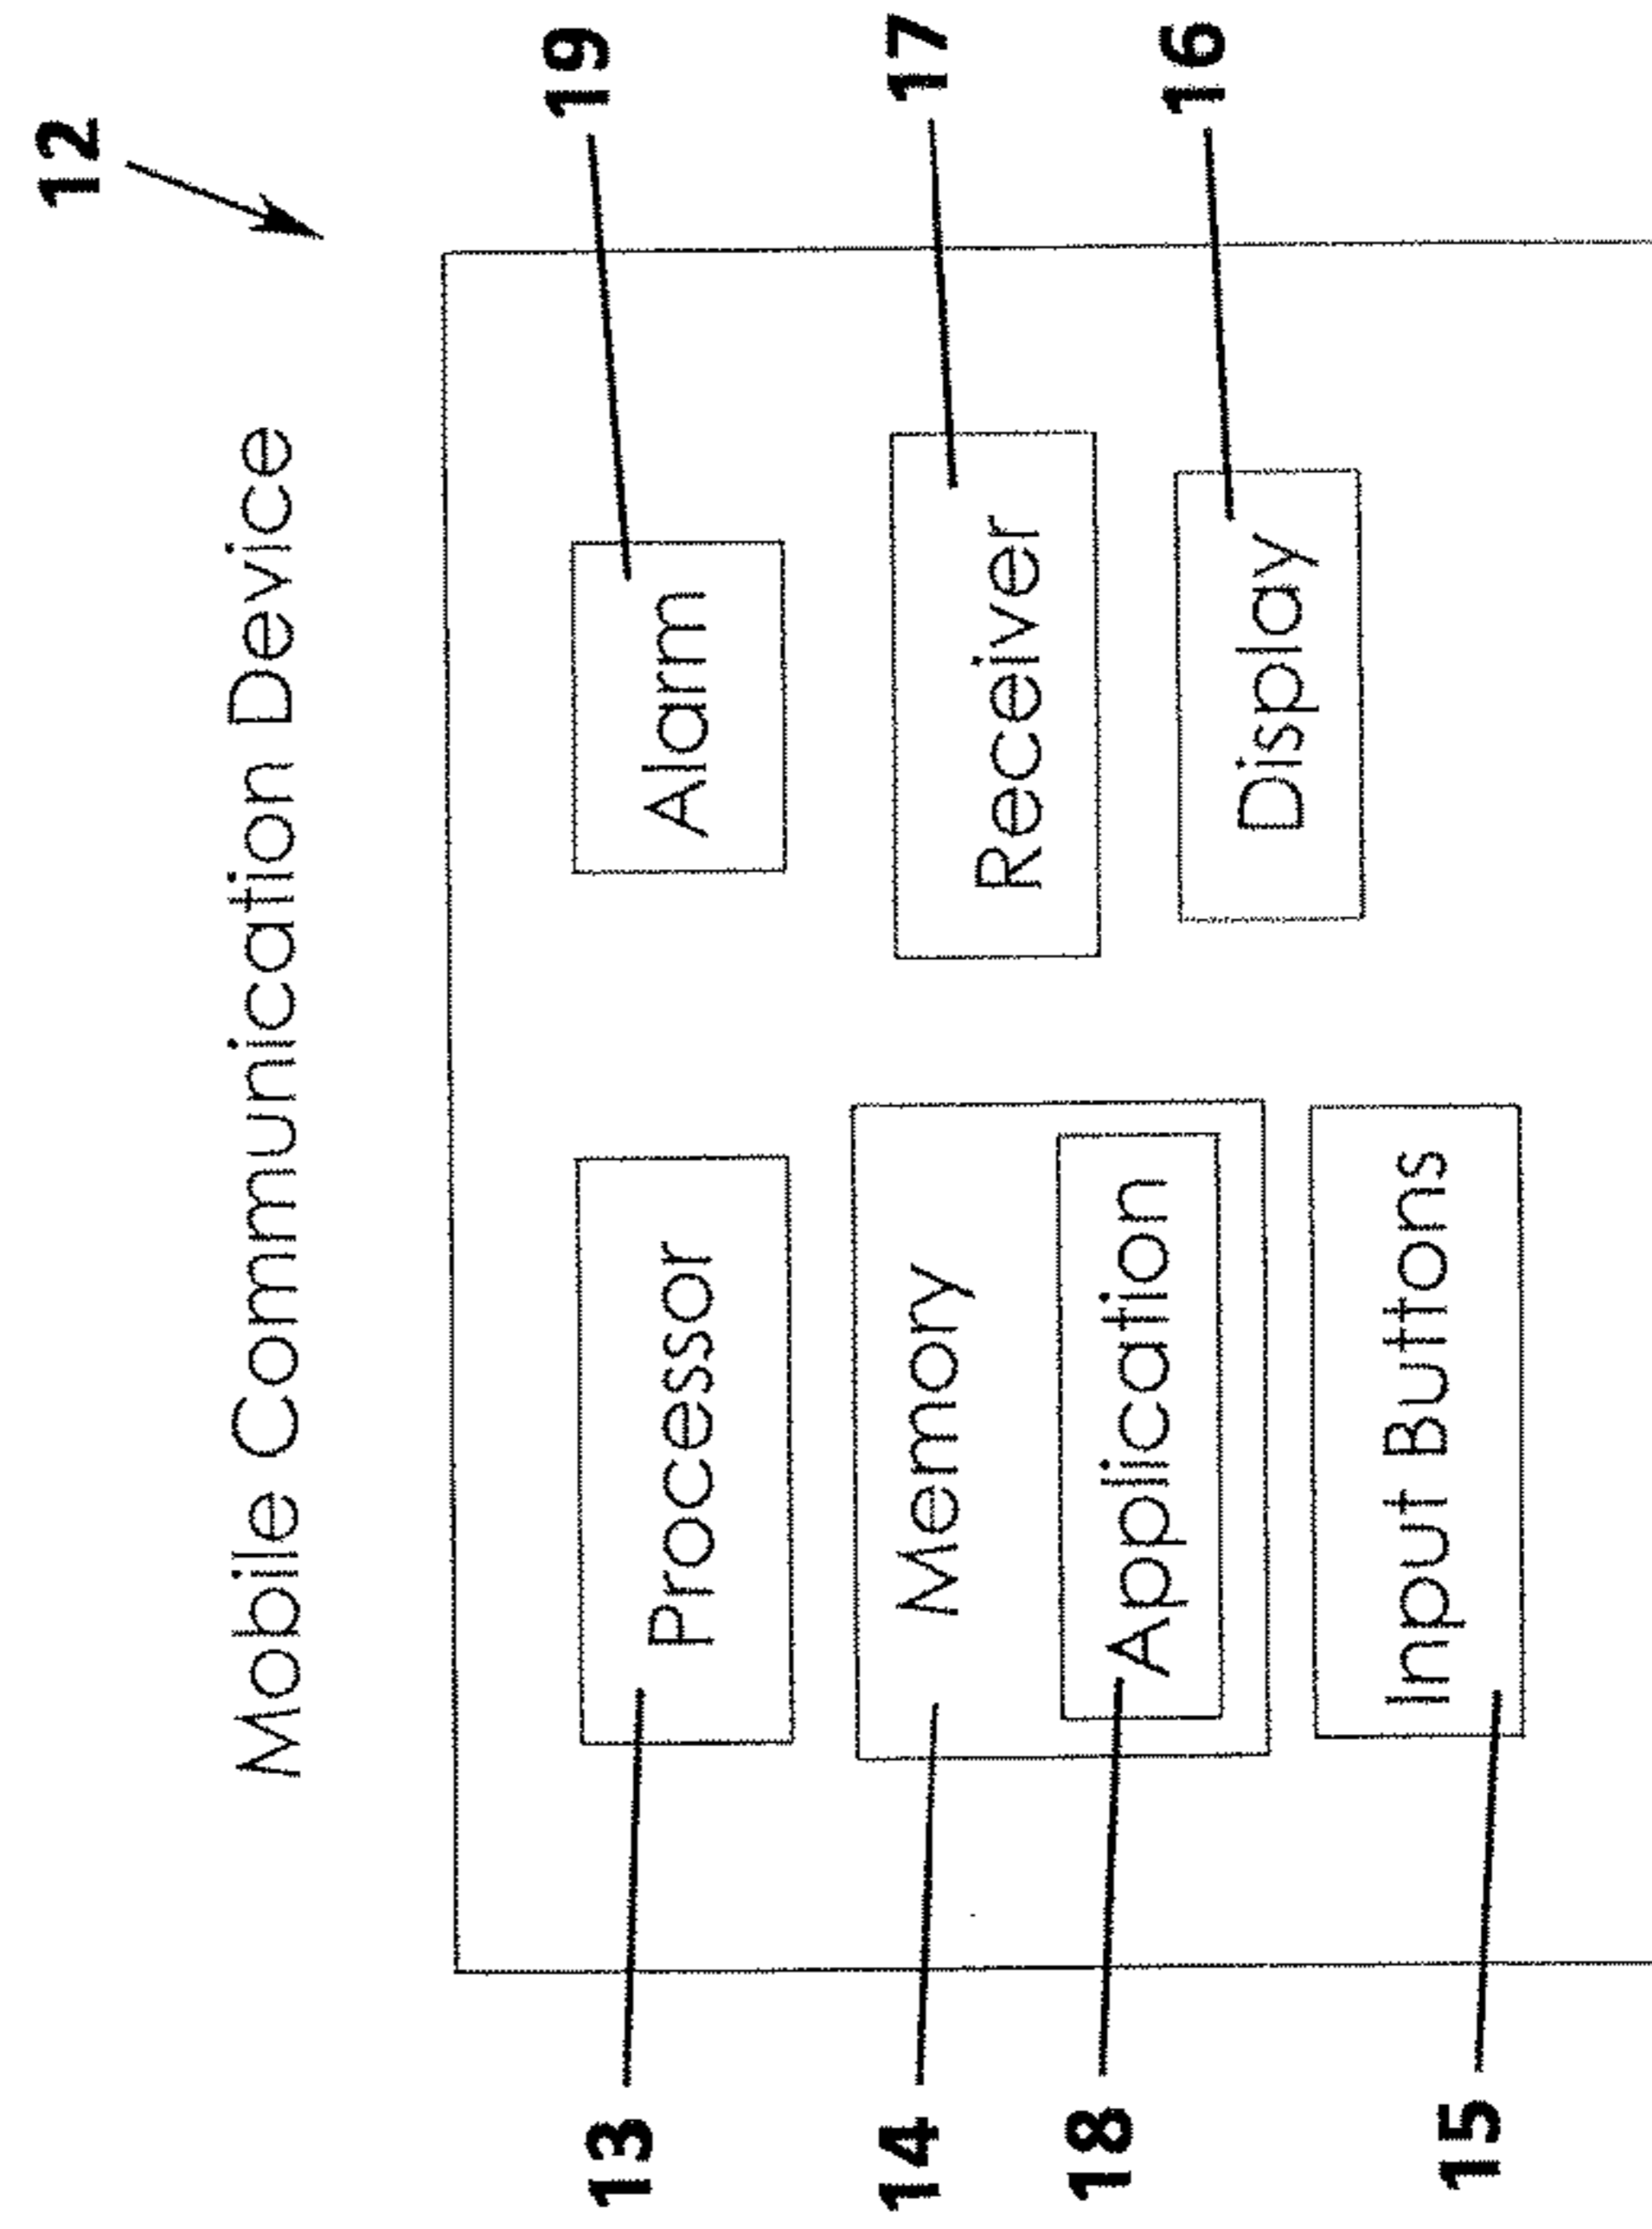 12
Mobile Communication Device
13
Processor
Alarm
19
14
Memory
Receiver
17
18
Application
Display
16
15
Input Buttons